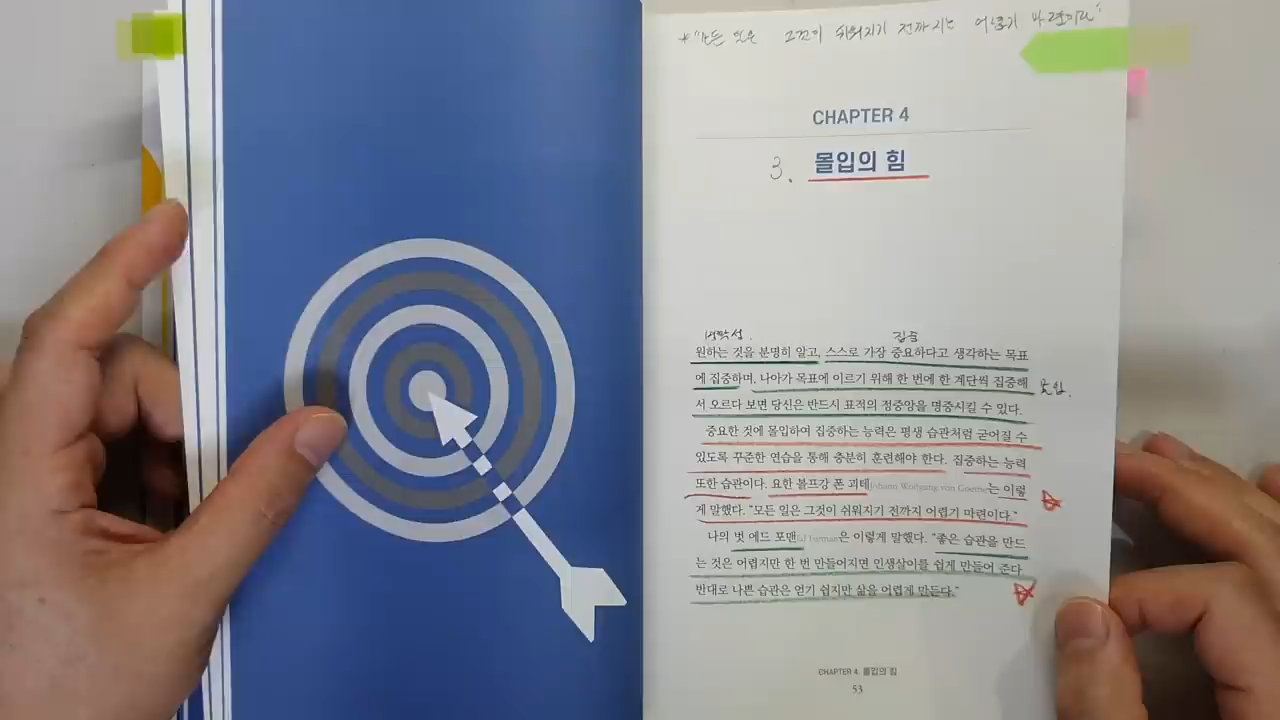 *"모든 일은 그것이 쉬워지기 전까지는 어렵기 마련이다"
CHAPTER 4
3. 몰입의 힘
명확성. 집중
원하는 것을 분명히 알고, 스스로 가장 중요하다고 생각하는 목표
에 집중하며, 나아가 목표에 이르기 위해 한 번에 한 계단씩 집중해
몰입.
서 오르다 보면 당신은 반드시 표적의 정중앙을 명중시킬 수 있다.
중요한 것에 몰입하여 집중하는 능력은 평생 습관처럼 굳어질 수
있도록 꾸준한 연습을 통해 충분히 훈련해야 한다. 집중하는 능력
또한 습관이다. 요한 볼프강 폰 괴테Johann Wolfgang von Goethe는 이렇
게 말했다. "모든 일은 그것이 쉬워지기 전까지 어렵기 마련이다."
나의 벗 에드 포맨Ed Forman은 이렇게 말했다. "좋은 습관을 만드
는 것은 어렵지만 한 번 만들어지면 인생살이를 쉽게 만들어 준다.
반대로 나쁜 습관은 얻기 쉽지만 삶을 어렵게 만든다."
CHAPTER 4. 몰입의 힘
53